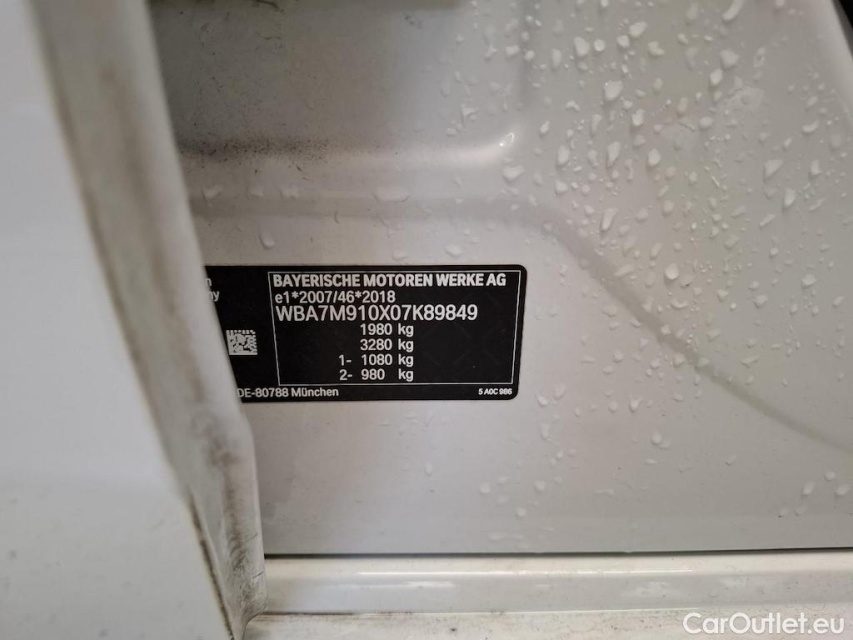 BAYERISCHE MOTOREN WERKE AG
e1*2007/46*2018
WBA7M910X07K89849
1980 kg
3280 kg
1- 1080 kg
2- 980 kg
DE-80788 München
5 A0C 986
CarOutlet.eu